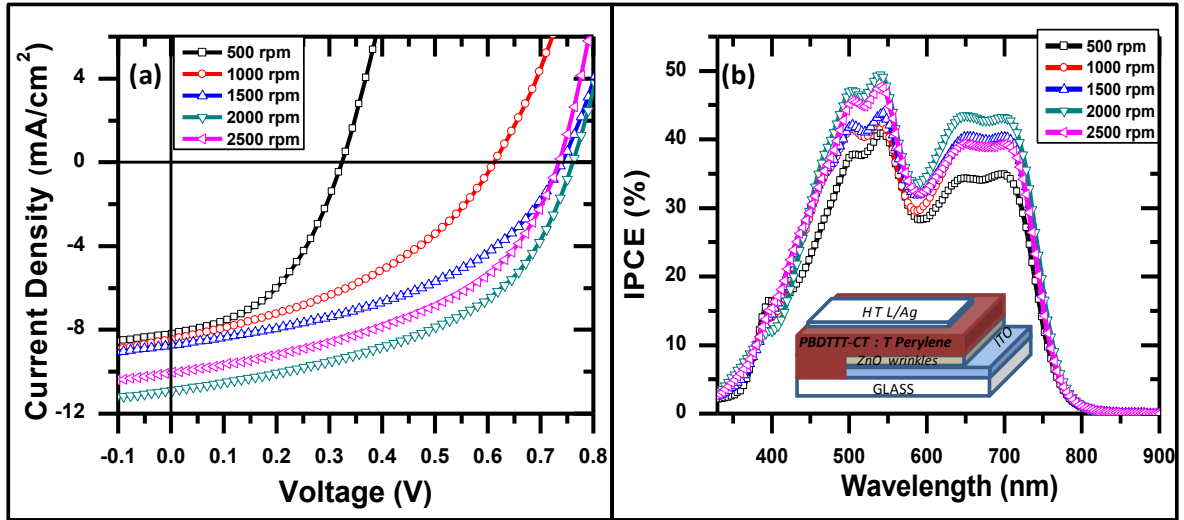 (a)
500 rpm
1000 rpm
1500 rpm
2000 rpm
2500 rpm
Current Density (mA/cm²)
4
0
-4
-8
-12
-0.1 0.0 0.1 0.2 0.3 0.4 0.5 0.6 0.7 0.8
Voltage (V)
(b)
500 rpm
1000 rpm
1500 rpm
2000 rpm
2500 rpm
IPCE (%)
50
40
30
20
10
0
HTL/Ag
PBDTTT-CT : T Perylene
ZnO wrinkles
ITO
GLASS
400 500 600 700 800 900
Wavelength (nm)